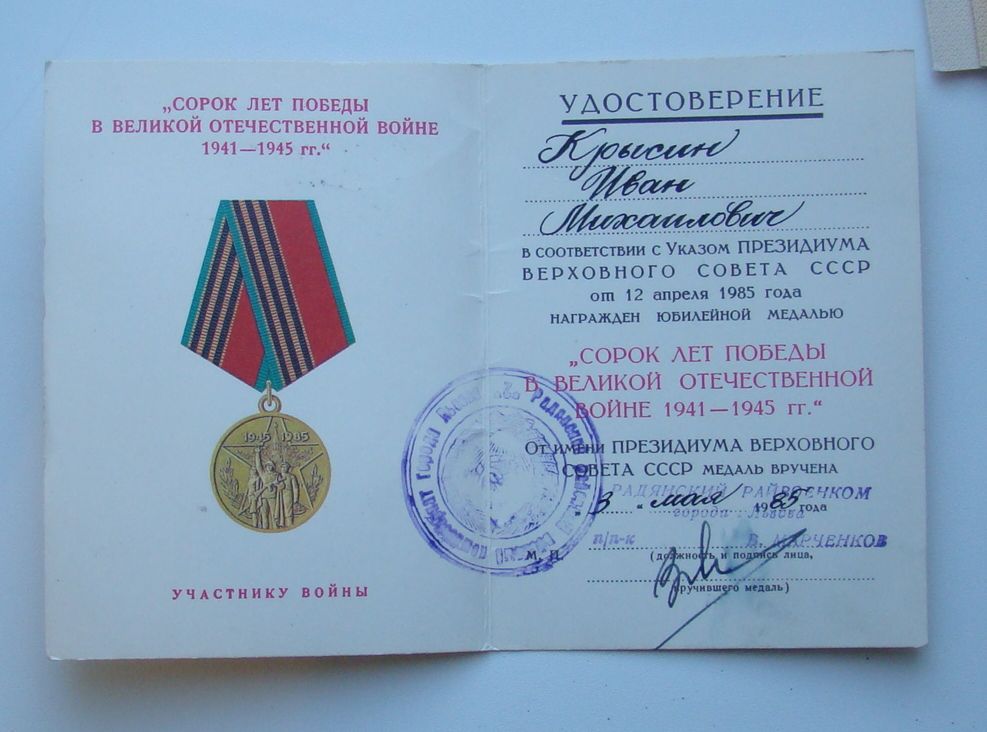 „СОРОК ЛЕТ ПОБЕДЫ
В ВЕЛИКОЙ ОТЕЧЕСТВЕННОЙ ВОЙНЕ
1941—1945 гг.“
1945 1985
УЧАСТНИКУ ВОЙНЫ
УДОСТОВЕРЕНИЕ
Крысин
Иван
Михаилович
в соответствии с Указом ПРЕЗИДИУМА
ВЕРХОВНОГО СОВЕТА СССР
от 12 апреля 1985 года
НАГРАЖДЕН ЮБИЛЕЙНОЙ МЕДАЛЬЮ
„СОРОК ЛЕТ ПОБЕДЫ
В ВЕЛИКОЙ ОТЕЧЕСТВЕННОЙ
ВОЙНЕ 1941—1945 гг.“
От имени ПРЕЗИДИУМА ВЕРХОВНОГО
СОВЕТА СССР МЕДАЛЬ ВРУЧЕНА
РАДЯНСКИЙ РАЙВОЕНКОМ
„3“ мая 1985 года
города Львова
п/п-к В. МАРЧЕНКОВ
М. П. (должность и подпись лица,
вручившего медаль)